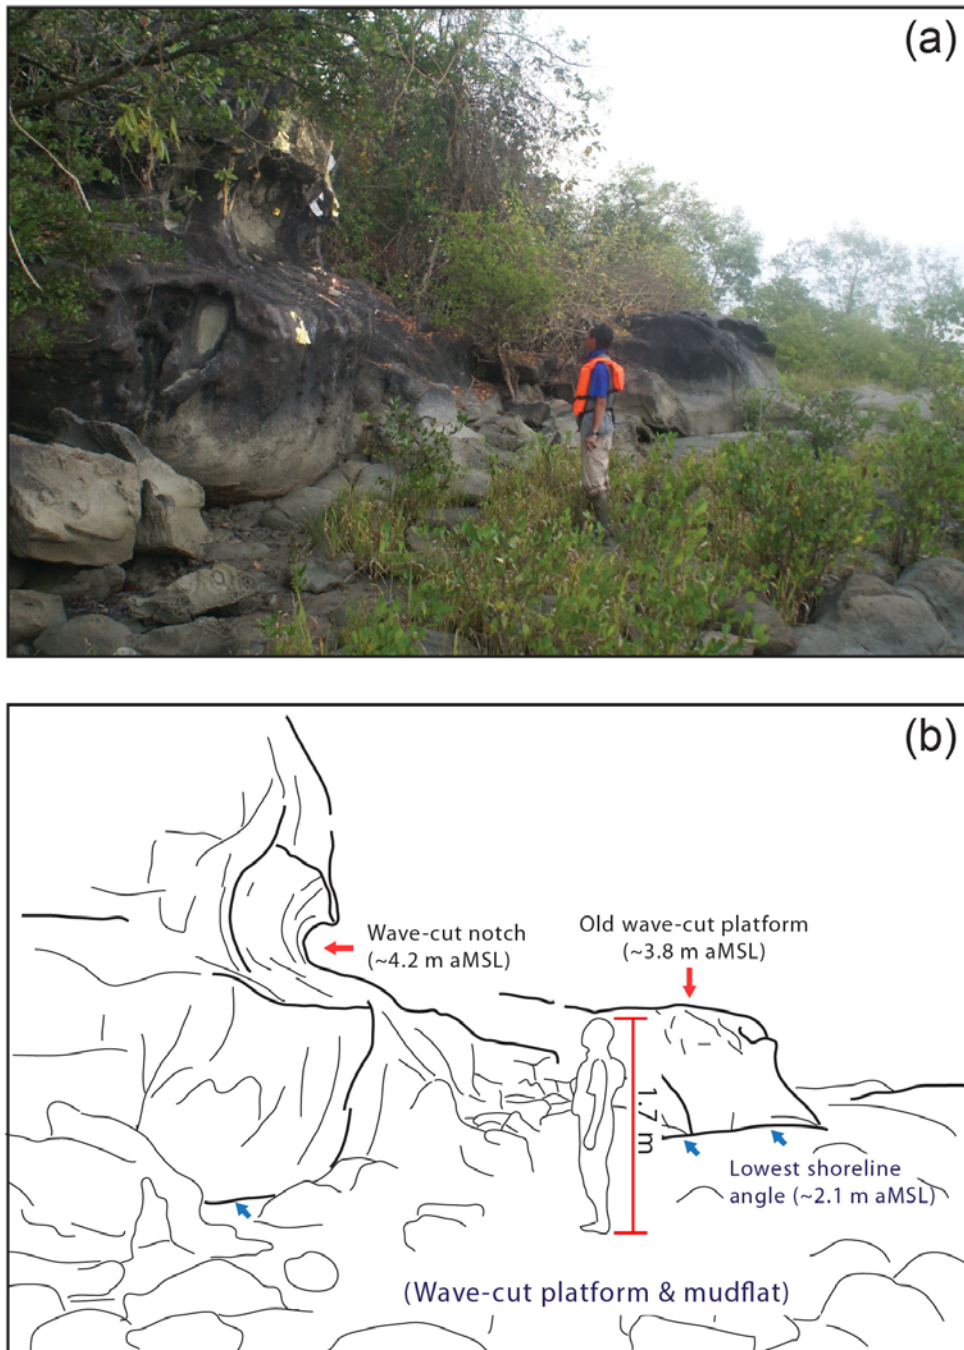 (a)
(b)
Wave-cut notch
(~4.2 m aMSL)
Old wave-cut platform
(~3.8 m aMSL)
1.7 m
Lowest shoreline
angle (~2.1 m aMSL)
(Wave-cut platform & mudflat)